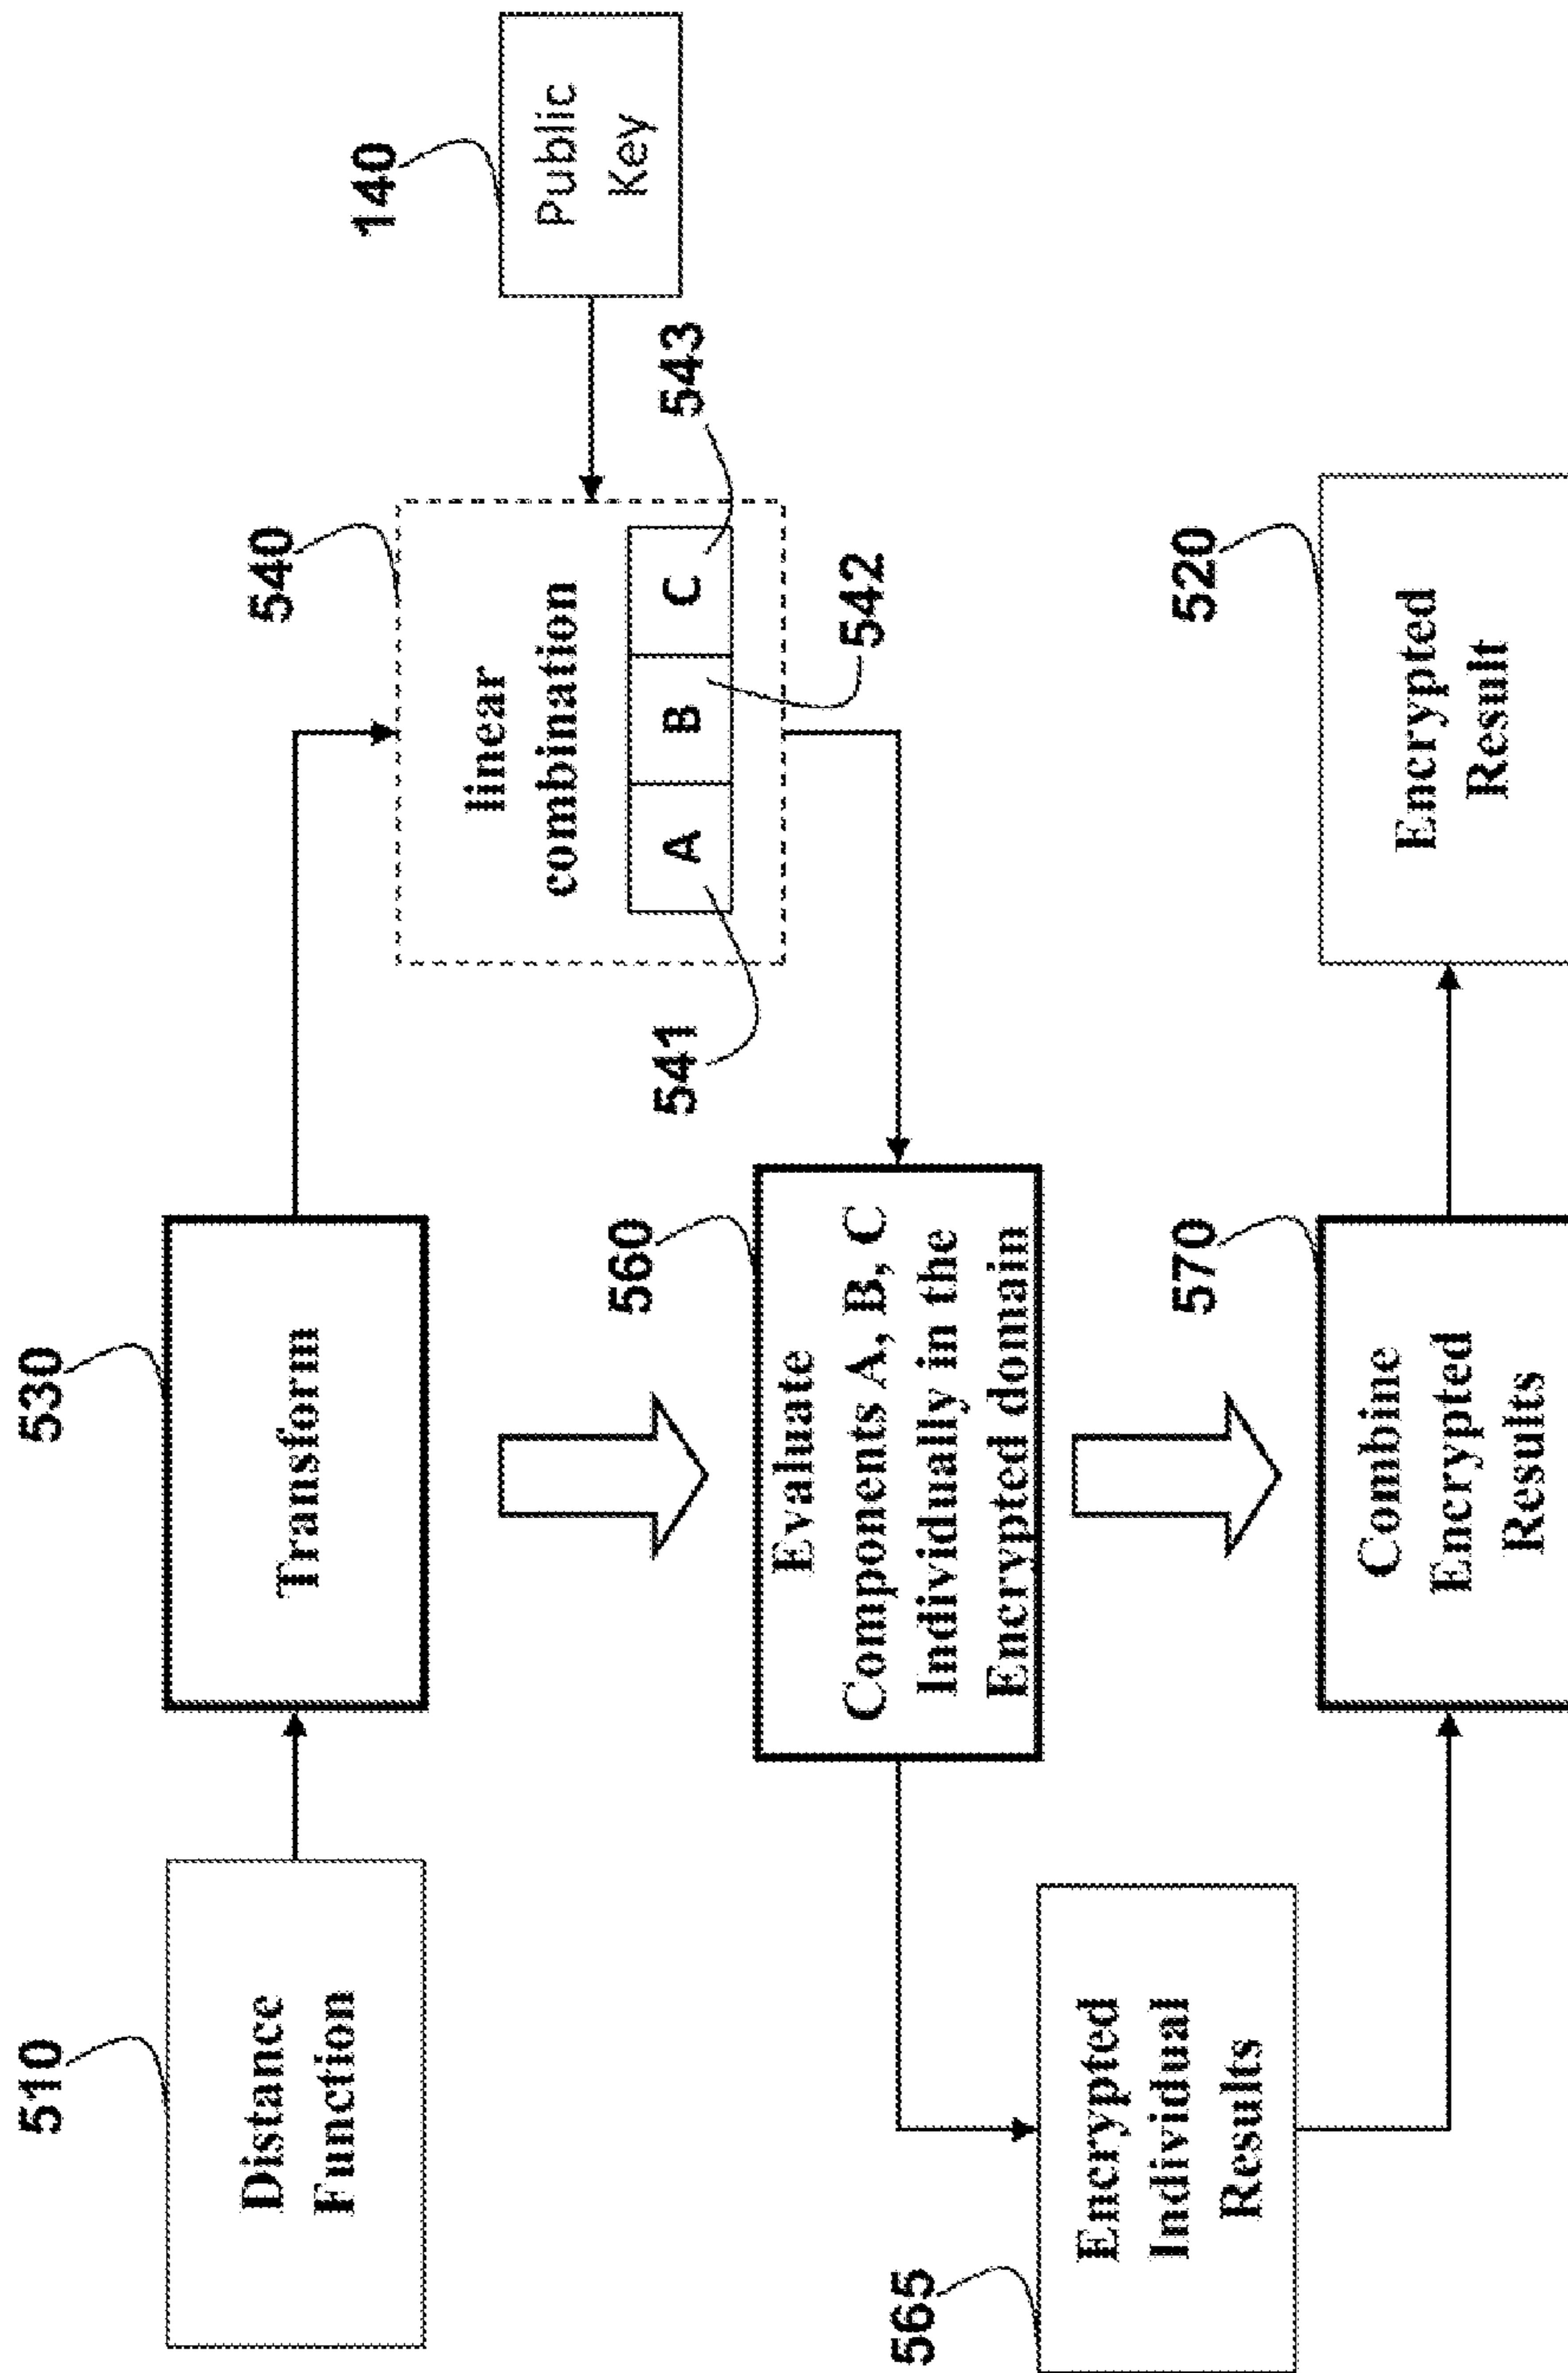 510
Distance
Function
530
Transform
540
linear
combination
A
B
C
541
542
543
140
Public
Key
560
Evaluate
Components A, B, C
Individually in the
Encrypted domain
565
Encrypted
Individual
Results
570
Combine
Encrypted
Results
520
Encrypted
Result